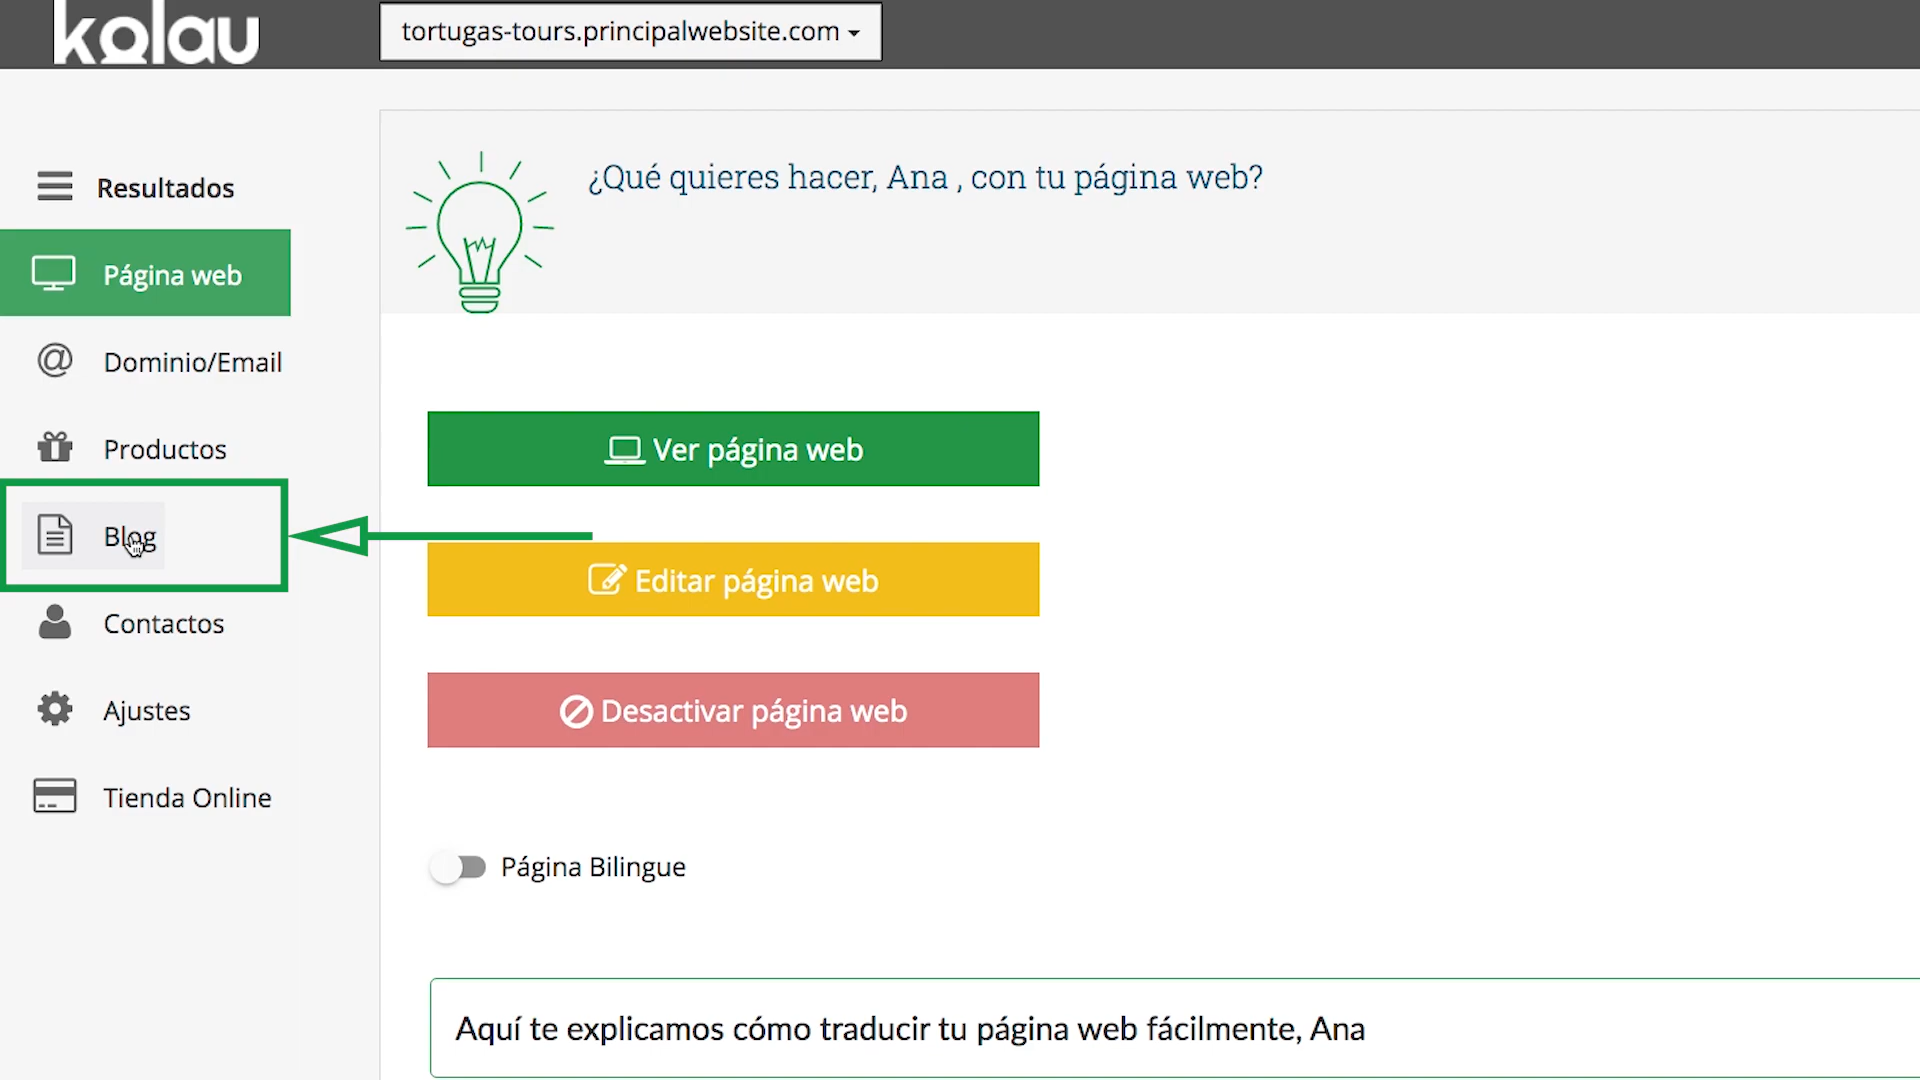 kolau
tortugas-tours.principalwebsite.com
Resultados
Página web
Dominio/Email
Productos
Blog
Contactos
Ajustes
Tienda Online
¿Qué quieres hacer, Ana , con tu página web?
Ver página web
Editar página web
Desactivar página web
Página Bilingue
Aquí te explicamos cómo traducir tu página web fácilmente, Ana